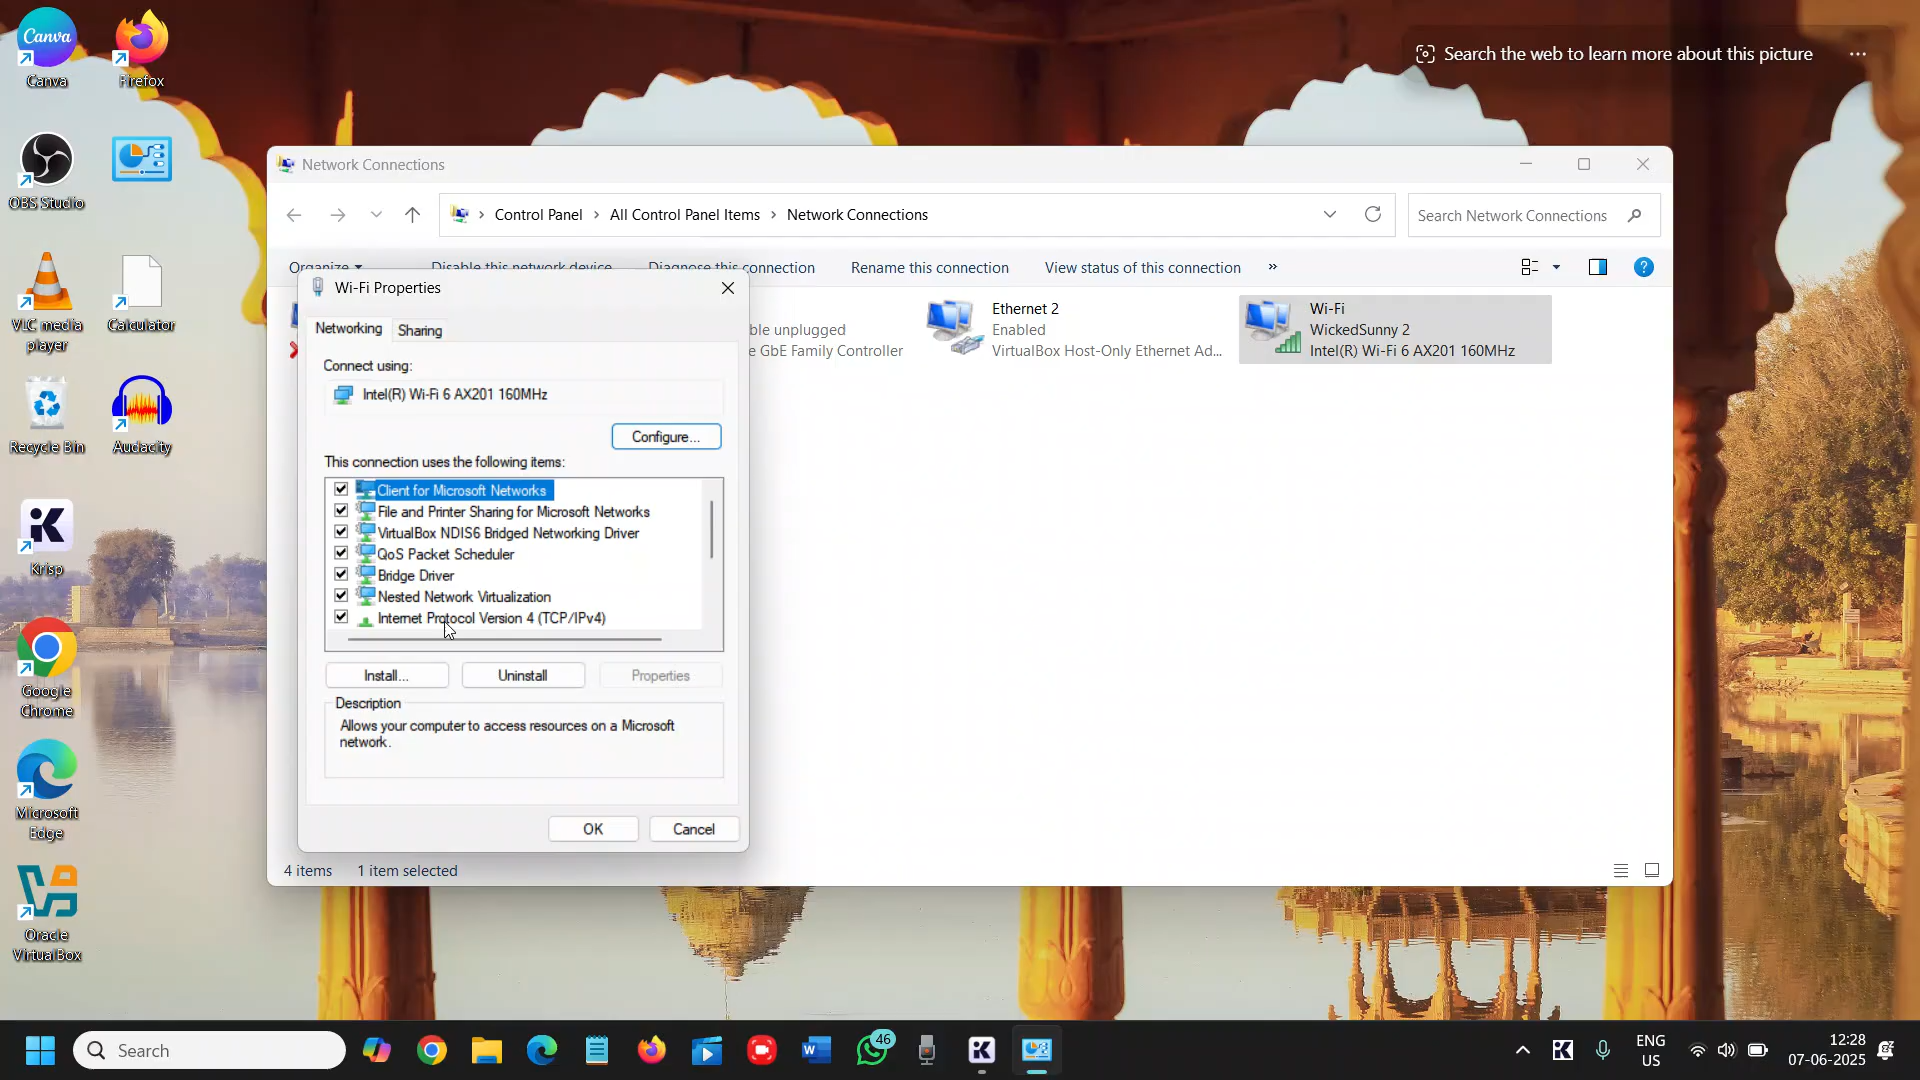 Canva
Canva
Firefox
OBS Studio
VLC media
player
Calculator
Recycle Bin
Audacity
Krisp
Google
Chrome
Microsoft
Edge
Oracle
VirtualBox
Search the web to learn more about this picture
Network Connections
Control Panel > All Control Panel Items > Network Connections
Search Network Connections
Organize
Disable this network device
Diagnose this connection
Rename this connection
View status of this connection
»
ble unplugged
e GbE Family Controller
Ethernet 2
Enabled
VirtualBox Host-Only Ethernet Ad...
Wi-Fi
WickedSunny 2
Intel(R) Wi-Fi 6 AX201 160MHz
Wi-Fi Properties
Networking
Sharing
Connect using:
Intel(R) Wi-Fi 6 AX201 160MHz
Configure...
This connection uses the following items:
Client for Microsoft Networks
File and Printer Sharing for Microsoft Networks
VirtualBox NDIS6 Bridged Networking Driver
QoS Packet Scheduler
Bridge Driver
Nested Network Virtualization
Internet Protocol Version 4 (TCP/IPv4)
Install...
Uninstall
Properties
Description
Allows your computer to access resources on a Microsoft
network.
OK
Cancel
4 items
1 item selected
Search
46
ENG
US
12:28
07-06-2025